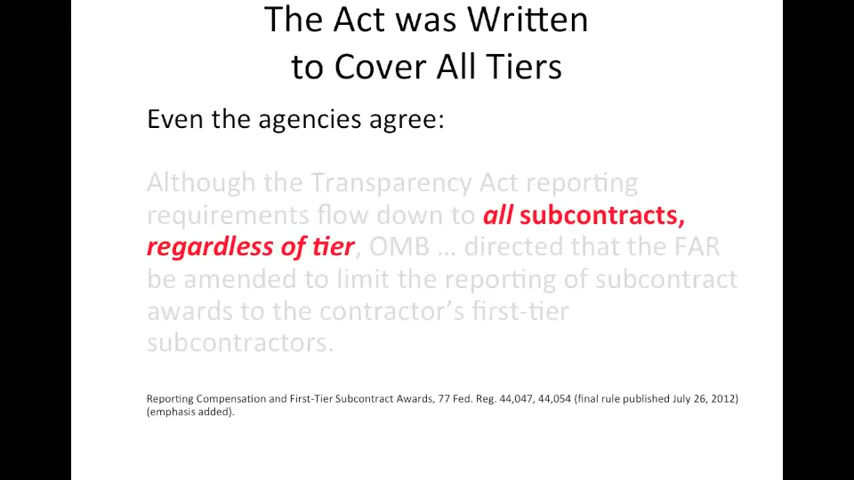 The Act was Written
to Cover All Tiers
Even the agencies agree:
Although the Transparency Act reporting
requirements flow down to all subcontracts,
regardless of tier, OMB ... directed that the FAR
be amended to limit the reporting of subcontract
awards to the contractor’s first-tier
subcontractors.
Reporting Compensation and First-Tier Subcontract Awards, 77 Fed. Reg. 44,047, 44,054 (final rule published July 26, 2012)
(emphasis added).